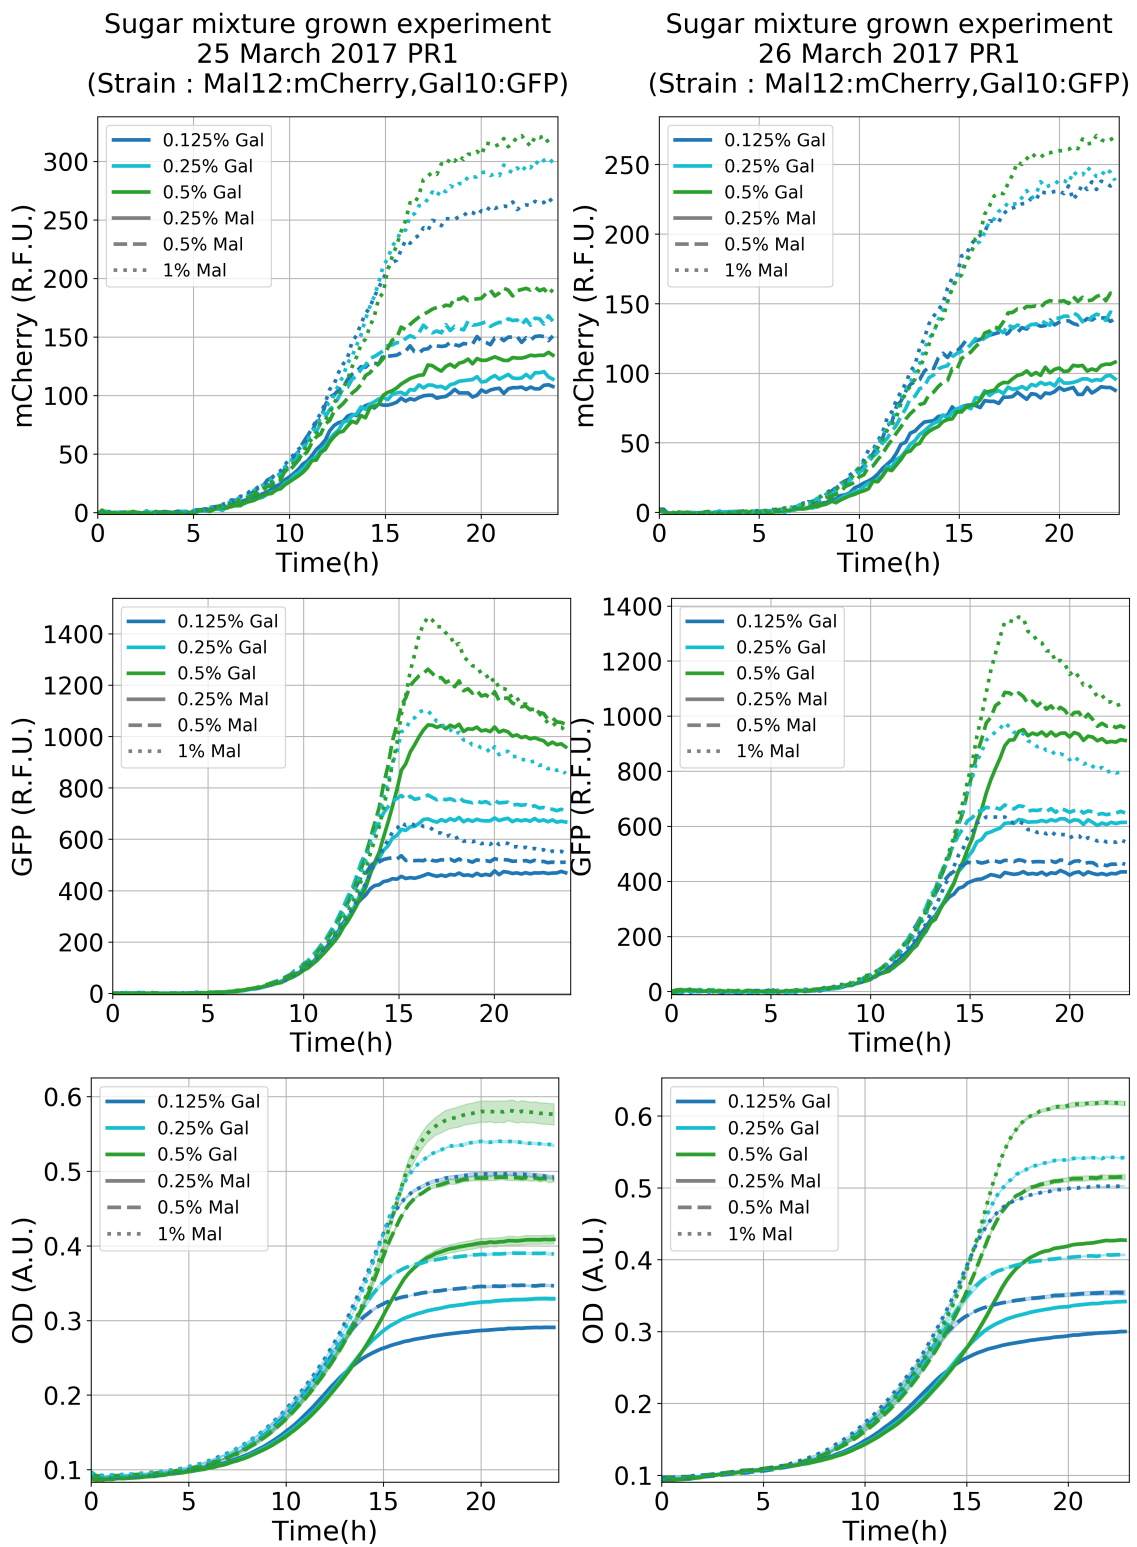 Sugar mixture grown experiment
25 March 2017 PR1
(Strain : Mal12:mCherry,Gal10:GFP)
Sugar mixture grown experiment
26 March 2017 PR1
(Strain : Mal12:mCherry,Gal10:GFP)
mCherry (R.F.U.)
300
250
200
150
100
50
0
0.125% Gal
0.25% Gal
0.5% Gal
0.25% Mal
0.5% Mal
1% Mal
0 5 10 15 20
Time(h)
mCherry (R.F.U.)
250
200
150
100
50
0
0.125% Gal
0.25% Gal
0.5% Gal
0.25% Mal
0.5% Mal
1% Mal
0 5 10 15 20
Time(h)
GFP (R.F.U.)
1400
1200
1000
800
600
400
200
0
0.125% Gal
0.25% Gal
0.5% Gal
0.25% Mal
0.5% Mal
1% Mal
0 5 10 15 20
Time(h)
GFP (R.F.U.)
1400
1200
1000
800
600
400
200
0
0.125% Gal
0.25% Gal
0.5% Gal
0.25% Mal
0.5% Mal
1% Mal
0 5 10 15 20
Time(h)
OD (A.U.)
0.6
0.5
0.4
0.3
0.2
0.1
0.125% Gal
0.25% Gal
0.5% Gal
0.25% Mal
0.5% Mal
1% Mal
0 5 10 15 20
Time(h)
OD (A.U.)
0.6
0.5
0.4
0.3
0.2
0.1
0.125% Gal
0.25% Gal
0.5% Gal
0.25% Mal
0.5% Mal
1% Mal
0 5 10 15 20
Time(h)